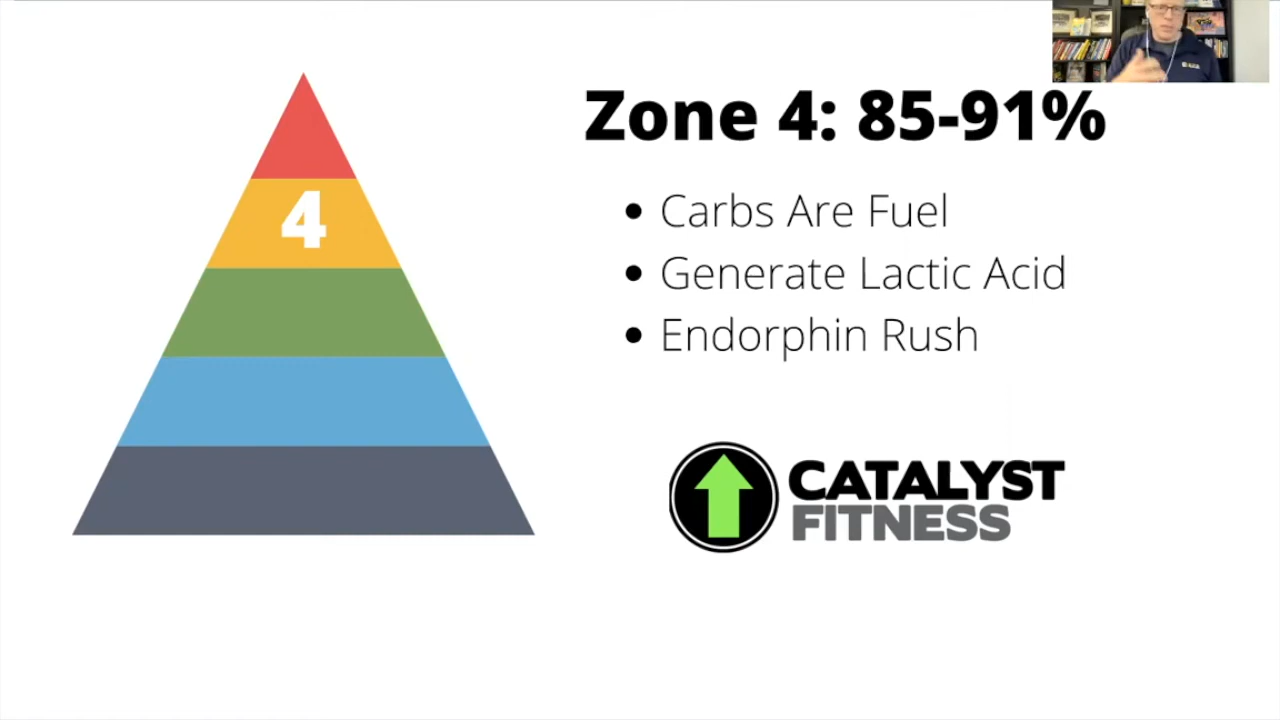 Zone 4: 85-91%
4
• Carbs Are Fuel
• Generate Lactic Acid
• Endorphin Rush
CATALYST
FITNESS